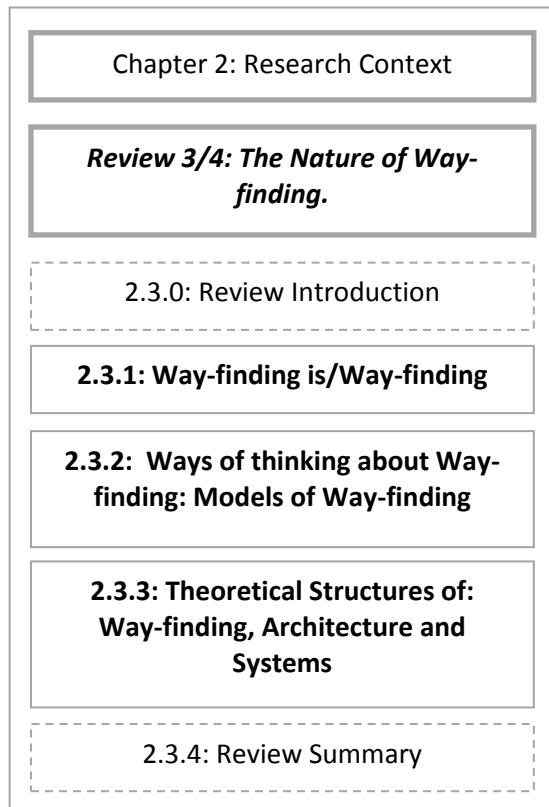 Chapter 2: Research Context
Review 3/4: The Nature of Way-
finding.
2.3.0: Review Introduction
2.3.1: Way-finding is/Way-finding
2.3.2:  Ways of thinking about Way-
finding: Models of Way-finding
2.3.3: Theoretical Structures of:
Way-finding, Architecture and
Systems
2.3.4: Review Summary